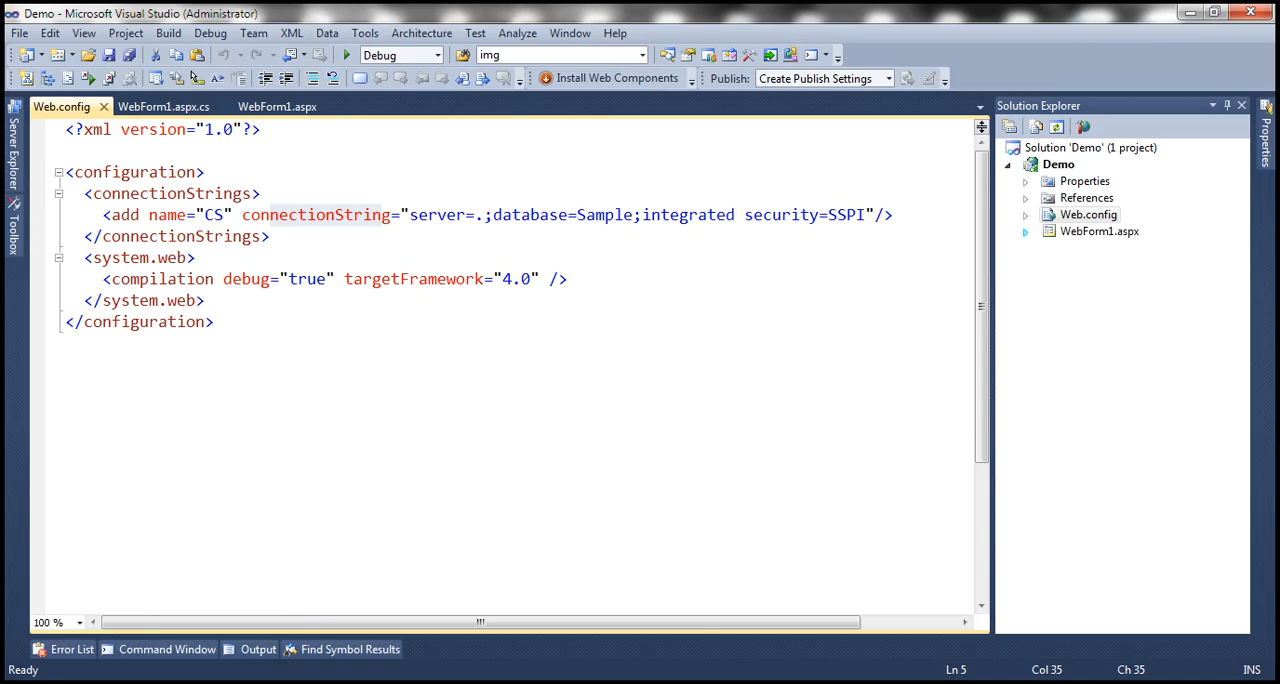 Demo - Microsoft Visual Studio (Administrator)
File Edit View Project Build Debug Team XML Data Tools Architecture Test Analyze Window Help
Debug img
Install Web Components Publish: Create Publish Settings
Web.config WebForm1.aspx.cs WebForm1.aspx
Server Explorer
Toolbox
<?xml version="1.0"?>
<configuration>
<connectionStrings>
<add name="CS" connectionString="server=.;database=Sample;integrated security=SSPI"/>
</connectionStrings>
<system.web>
<compilation debug="true" targetFramework="4.0" />
</system.web>
</configuration>
100 %
Solution Explorer
Solution 'Demo' (1 project)
Demo
Properties
References
Web.config
WebForm1.aspx
Properties
Error List Command Window Output Find Symbol Results
Ready Ln 5 Col 35 Ch 35 INS